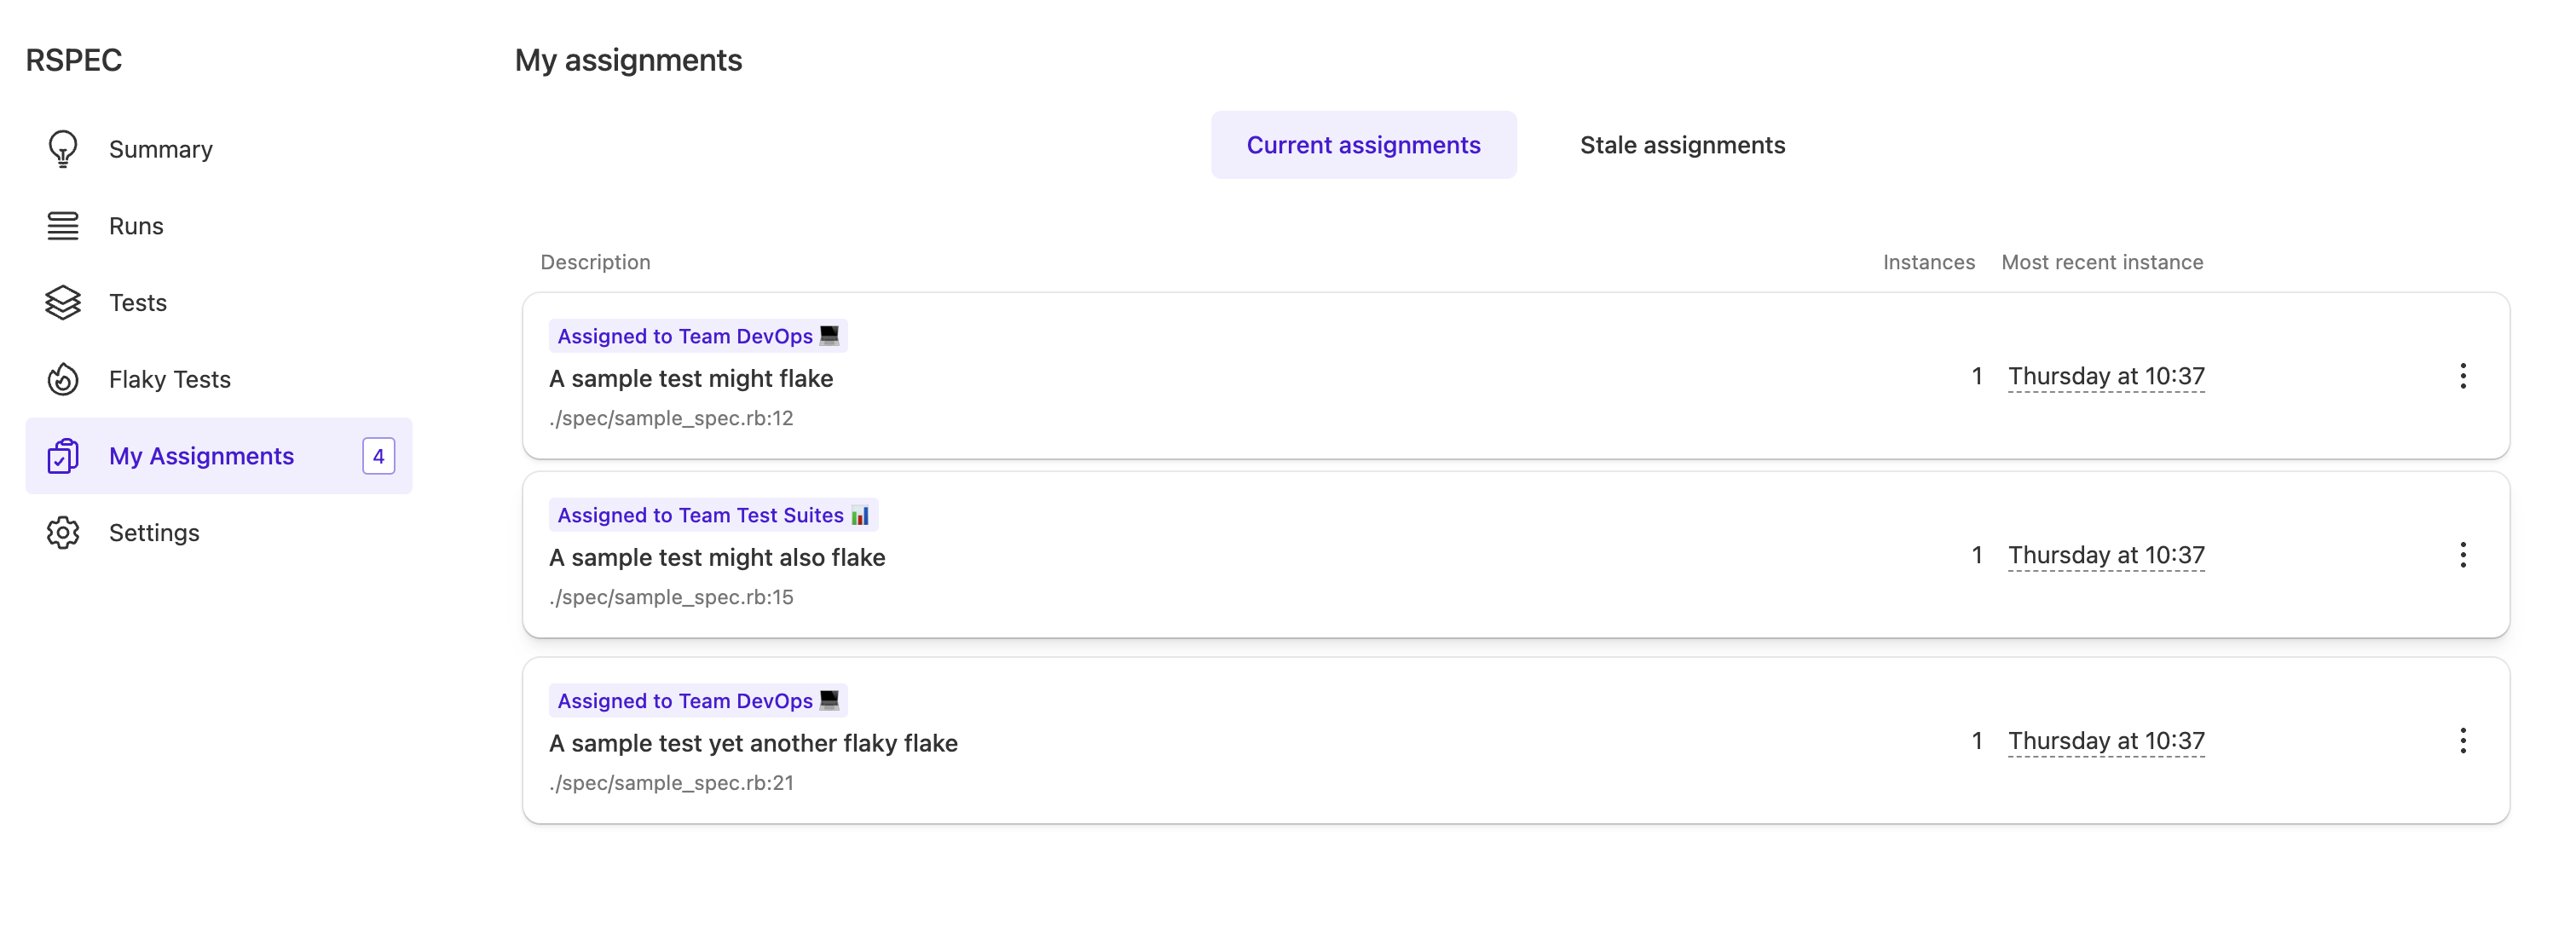 RSPEC
Summary
Runs
Tests
Flaky Tests
My Assignments 4
Settings
My assignments
Current assignments Stale assignments
Description Instances Most recent instance
Assigned to Team DevOps 💻
A sample test might flake
./spec/sample_spec.rb:12
1 Thursday at 10:37
Assigned to Team Test Suites 📊
A sample test might also flake
./spec/sample_spec.rb:15
1 Thursday at 10:37
Assigned to Team DevOps 💻
A sample test yet another flaky flake
./spec/sample_spec.rb:21
1 Thursday at 10:37